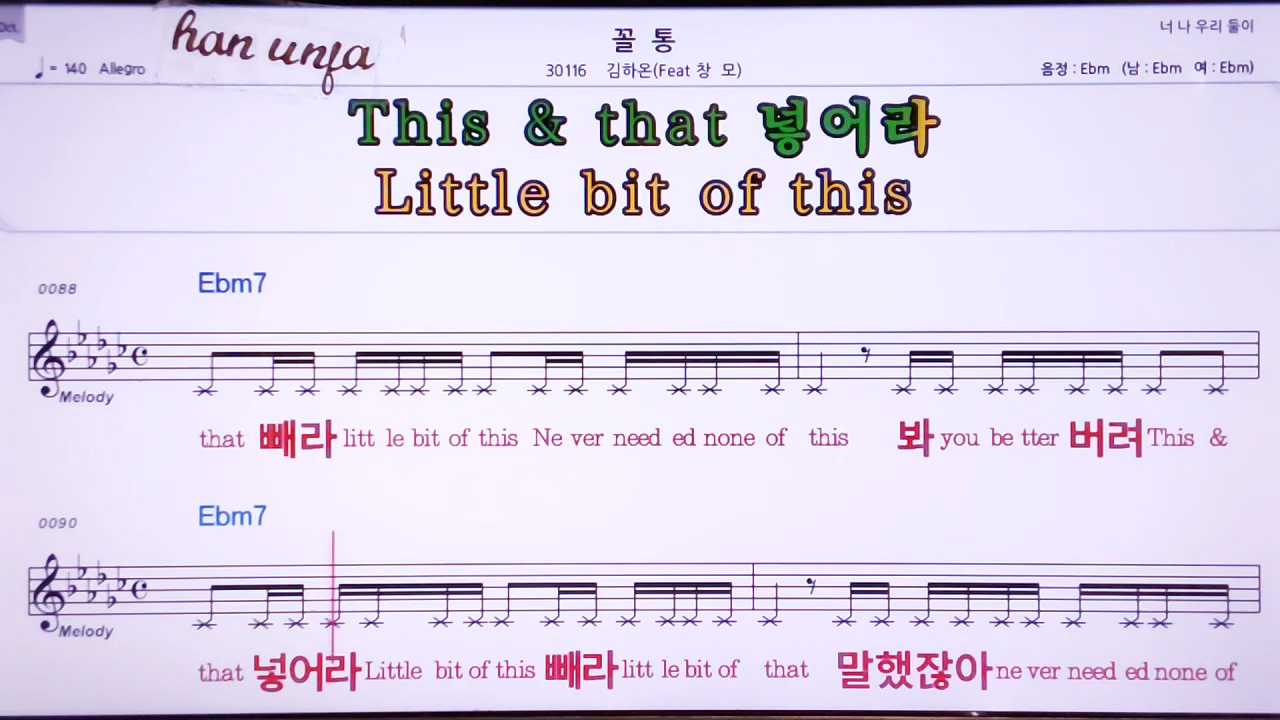 han unfa
꼴 통
너 나 우리 둘이
♩ = 140 Allegro
30116 김하온(Feat 창 모)
음정 : Ebm (남 : Ebm 여 : Ebm)
This & that 넣어라
Little bit of this
0088
Ebm7
Melody
that 빼라 litt le bit of this Ne ver need ed none of this 봐 you be tter 버려 This &
0090
Ebm7
Melody
that 넣어라 Little bit of this 빼라 litt le bit of that 말했잖아 ne ver need ed none of